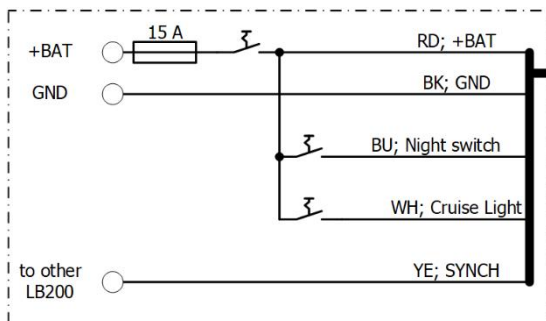 15 A
+BAT
RD; +BAT
GND
BK; GND
BU; Night switch
WH; Cruise Light
to other
LB200
YE; SYNCH